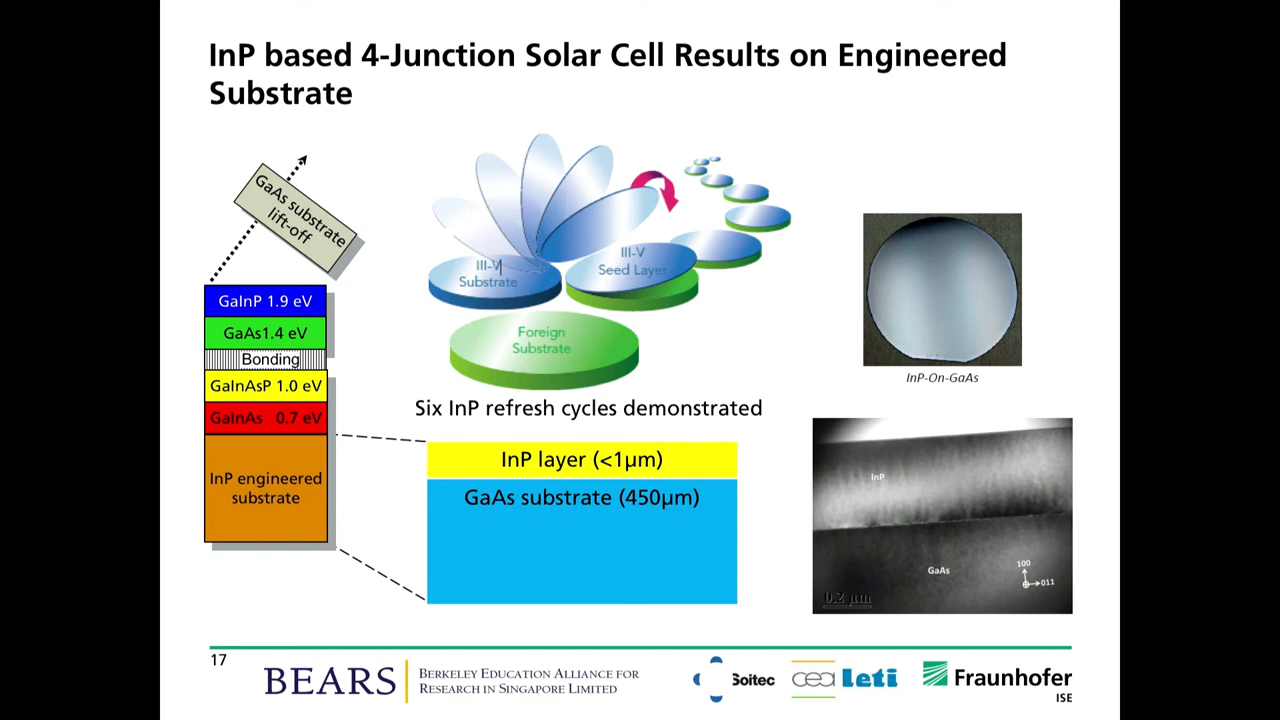 InP based 4-Junction Solar Cell Results on Engineered
Substrate
GaAs substrate
lift-off
GaInP 1.9 eV
GaAs1.4 eV
Bonding
GaInAsP 1.0 eV
GaInAs 0.7 eV
InP engineered
substrate
III-V
Substrate
III-V
Seed Layer
Foreign
Substrate
Six InP refresh cycles demonstrated
InP layer (<1µm)
GaAs substrate (450µm)
InP-On-GaAs
InP
GaAs
100
011
0.2 µm
17
BEARS
BERKELEY EDUCATION ALLIANCE FOR
RESEARCH IN SINGAPORE LIMITED
Soitec
cea
Leti
Fraunhofer
ISE